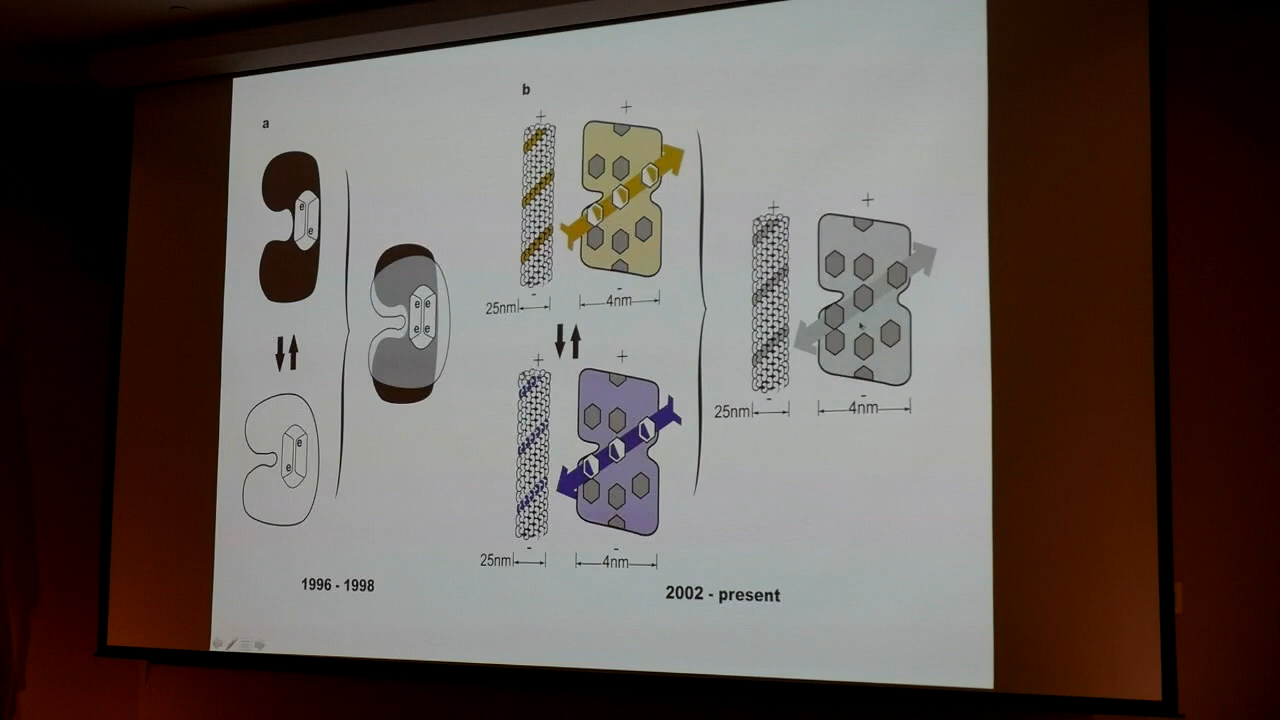 a
e
e
e
e
e e
e e
1996 - 1998
b
+
+
-
-
25nm
4nm
+
+
-
-
25nm
4nm
+
+
-
-
25nm
4nm
2002 - present